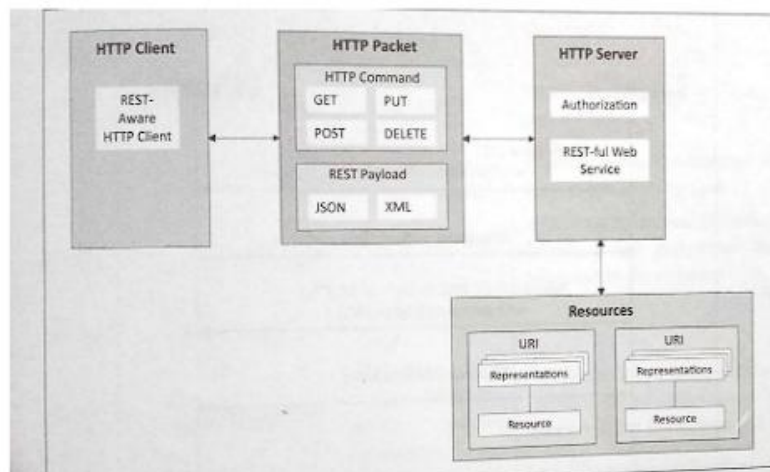 HTTP Client
REST-
Aware
HTTP Client
HTTP Packet
HTTP Command
GET
PUT
POST
DELETE
REST Payload
JSON
XML
HTTP Server
Authorization
REST-ful Web
Service
Resources
URI
Representations
Resource
URI
Representations
Resource